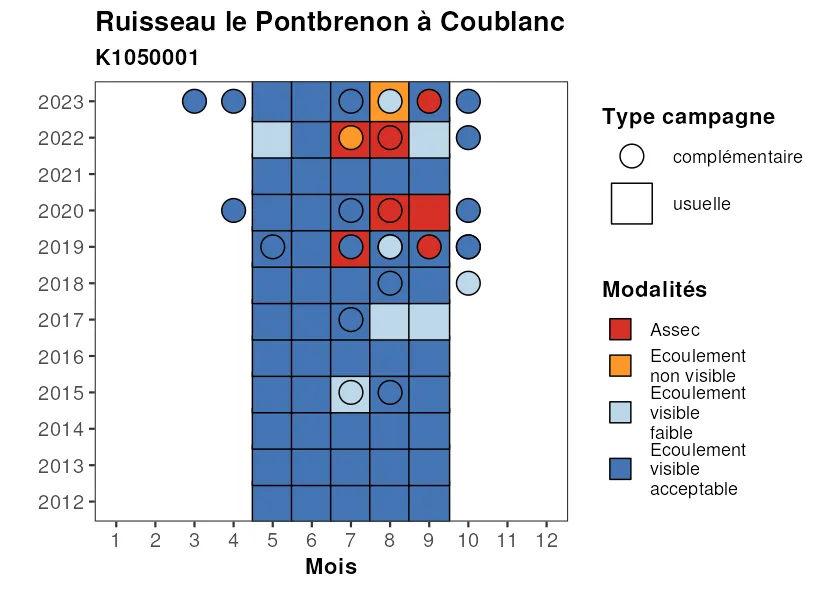 Ruisseau le Pontbrenon à Coublanc
K1050001
2023
2022
2021
2020
2019
2018
2017
2016
2015
2014
2013
2012
1 2 3 4 5 6 7 8 9 10 11 12
Mois
Type campagne
complémentaire
usuelle
Modalités
Assec
Ecoulement
non visible
Ecoulement
visible
faible
Ecoulement
visible
acceptable